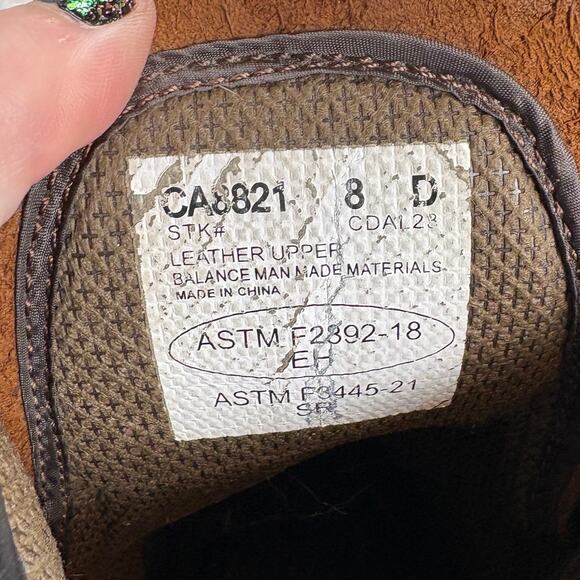 CA8821 8 D
STK# CDAL23
LEATHER UPPER
BALANCE MAN MADE MATERIALS
MADE IN CHINA
ASTM F2892-18
EH
ASTM F3445-21
SR